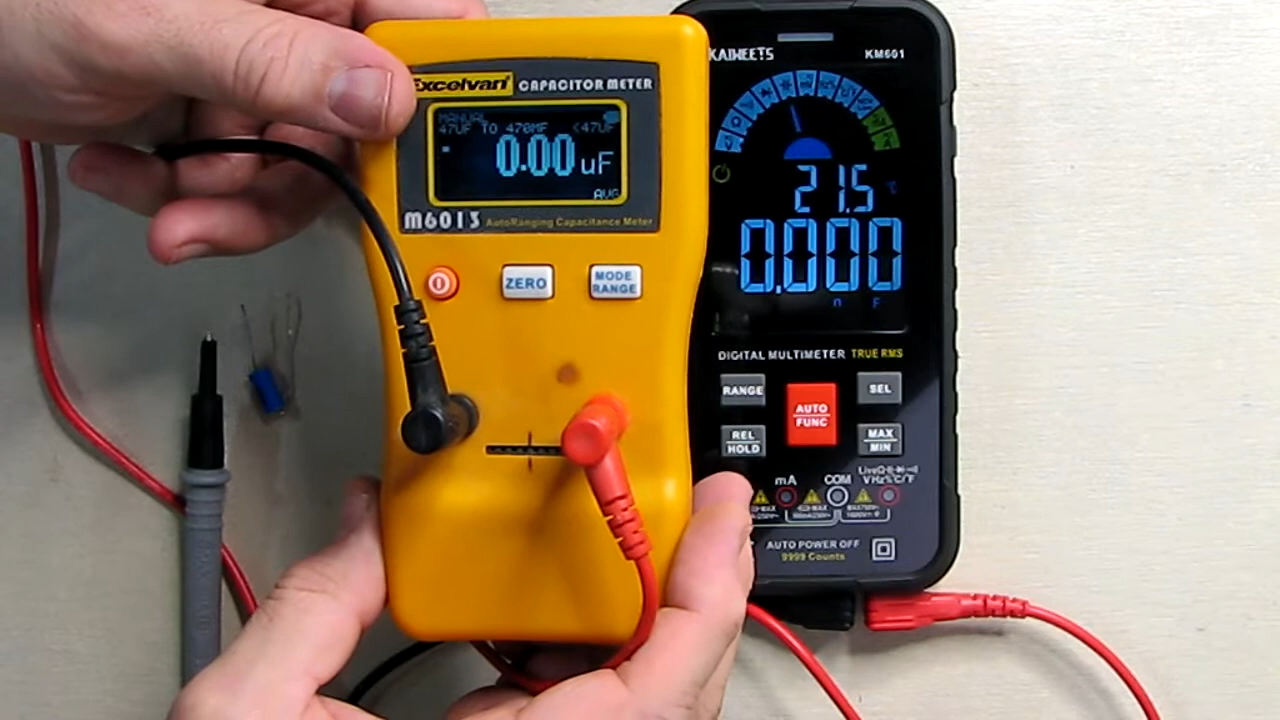 Excelvan CAPACITOR METER
MANUAL
47UF TO 470MF <47UF
0.00 uF
AVG
M6013 AutoRanging Capacitance Meter
ZERO
MODE
RANGE
KAIWEETS KM601
21.5 °C
0.000
n F
DIGITAL MULTIMETER TRUE RMS
RANGE
AUTO
FUNC
SEL
REL
HOLD
MAX
MIN
mA COM
AUTO POWER OFF
9999 Counts